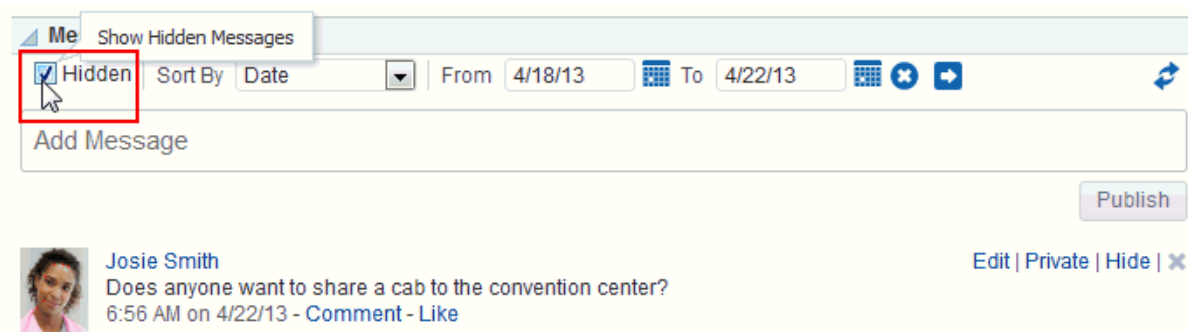 Me
Show Hidden Messages
Hidden Sort By Date From 4/18/13 To 4/22/13
Add Message
Publish
Josie Smith Edit | Private | Hide |
Does anyone want to share a cab to the convention center?
6:56 AM on 4/22/13 - Comment - Like